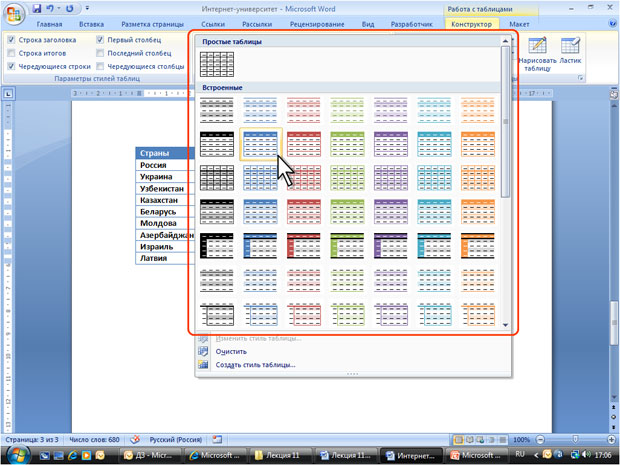 Интернет-университет - Microsoft Word
Работа с таблицами
Главная Вставка Разметка страницы Ссылки Рассылки Рецензирование Вид Разработчик Конструктор Макет
Строка заголовка Первый столбец
Строка итогов Последний столбец
Чередующиеся строки Чередующиеся столбцы
Параметры стилей таблиц
Простые таблицы
Встроенные
Нарисовать таблицу
Ластик
Страны
Россия
Украина
Узбекистан
Казахстан
Беларусь
Молдова
Азербайджан
Израиль
Латвия
Изменить стиль таблицы...
Очистить
Создать стиль таблицы...
Страница: 3 из 3 Число слов: 680 Русский (Россия) 100%
ДЗ - Micros... Microsoft E... Лекция 11 Лекция 11... Интернет-... Microsoft P... RU 17:06